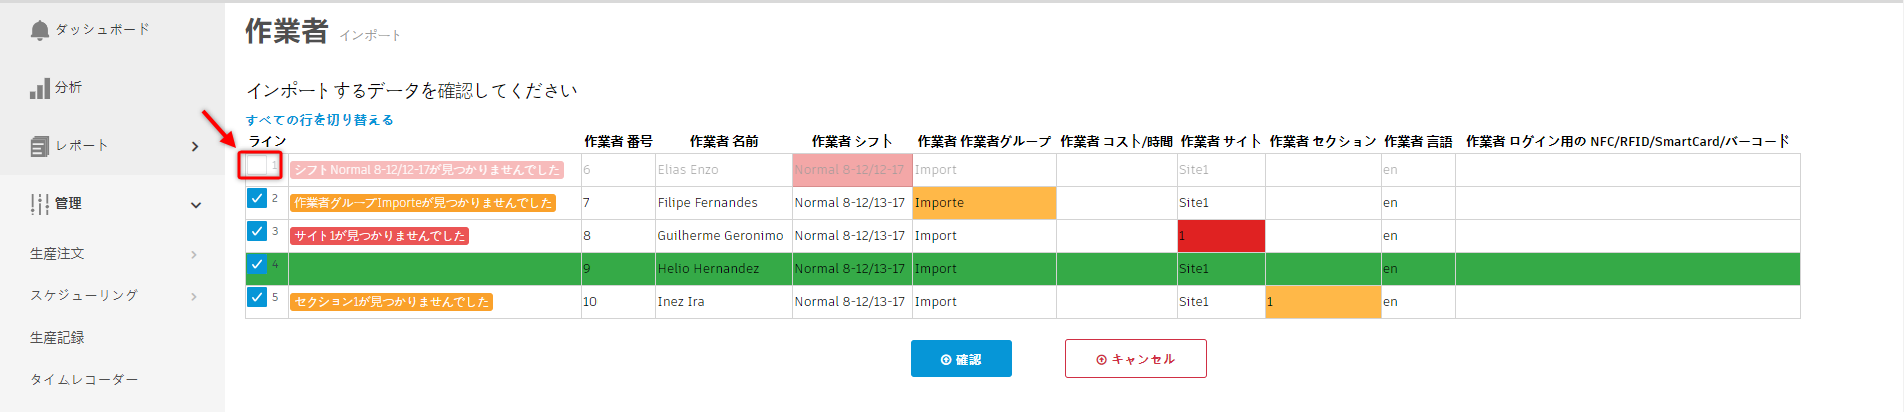 ダッシュボード
分析
レポート
管理
生産注文
スケジューリング
生産記録
タイムレコーダー
作業者 インポート
インポートするデータを確認してください
すべての行を切り替える
ライン 作業者 番号 作業者 名前 作業者 シフト 作業者 作業者グループ 作業者 コスト/時間 作業者 サイト 作業者 セクション 作業者 言語 作業者 ログイン用の NFC/RFID/SmartCard/バーコード
1 シフトNormal 8-12/12-17が見つかりませんでした 6 Elias Enzo Normal 8-12/12-17 Import Site1 en
2 作業者グループImporteが見つかりませんでした 7 Filipe Fernandes Normal 8-12/13-17 Importe Site1 en
3 サイト1が見つかりませんでした 8 Guilherme Geronimo Normal 8-12/13-17 Import 1 en
4 9 Helio Hernandez Normal 8-12/13-17 Import Site1 en
5 セクション1が見つかりませんでした 10 Inez Ira Normal 8-12/13-17 Import Site1 1 en
確認 キャンセル